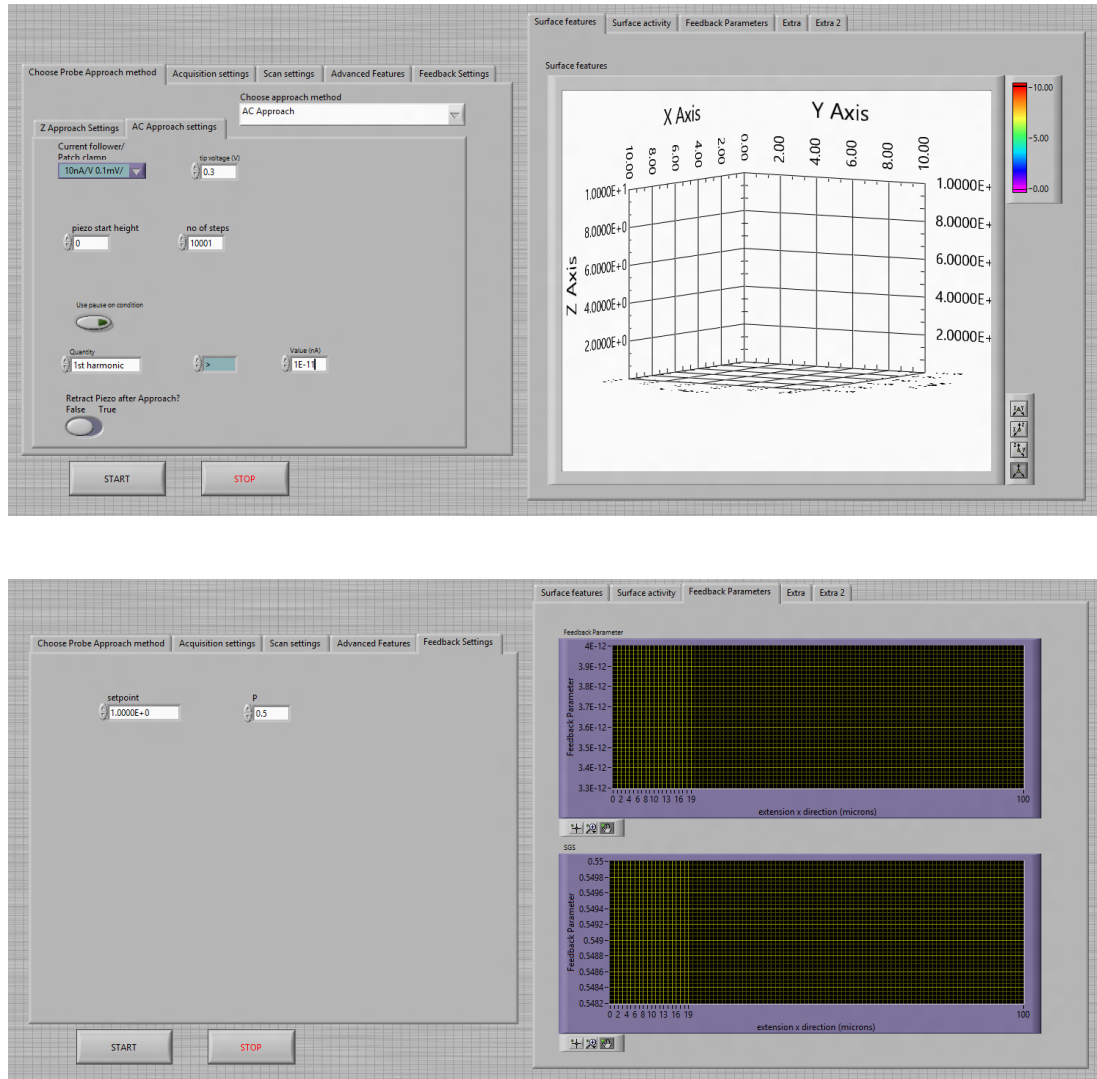 Choose Probe Approach method Acquisition settings Scan settings Advanced Features Feedback Settings
Choose approach method
AC Approach
Z Approach Settings AC Approach settings
Current follower/
Patch clamp
10nA/V 0.1mV/
tip voltage (V)
0.3
piezo start height
0
no of steps
10001
Use pause on condition
Quantity
1st harmonic
>
Value (nA)
1E-11
Retract Piezo after Approach?
False True
START STOP
Surface features Surface activity Feedback Parameters Extra Extra 2
Surface features
X Axis Y Axis
10.00 8.00 6.00 4.00 2.00 0.00 2.00 4.00 6.00 8.00 10.00
Z Axis
1.0000E+1
8.0000E+0
6.0000E+0
4.0000E+0
2.0000E+0
1.0000E+
8.0000E+
6.0000E+
4.0000E+
2.0000E+
10.00
5.00
0.00
Choose Probe Approach method Acquisition settings Scan settings Advanced Features Feedback Settings
setpoint
1.0000E+0
P
0.5
START STOP
Surface features Surface activity Feedback Parameters Extra Extra 2
Feedback Parameter
Feedback Parameter
4E-12
3.9E-12
3.8E-12
3.7E-12
3.6E-12
3.5E-12
3.4E-12
3.3E-12
0 2 4 6 8 10 13 16 19 100
extension x direction (microns)
SGS
Feedback Parameter
0.55
0.5498
0.5496
0.5494
0.5492
0.549
0.5488
0.5486
0.5484
0.5482
0 2 4 6 8 10 13 16 19 100
extension x direction (microns)